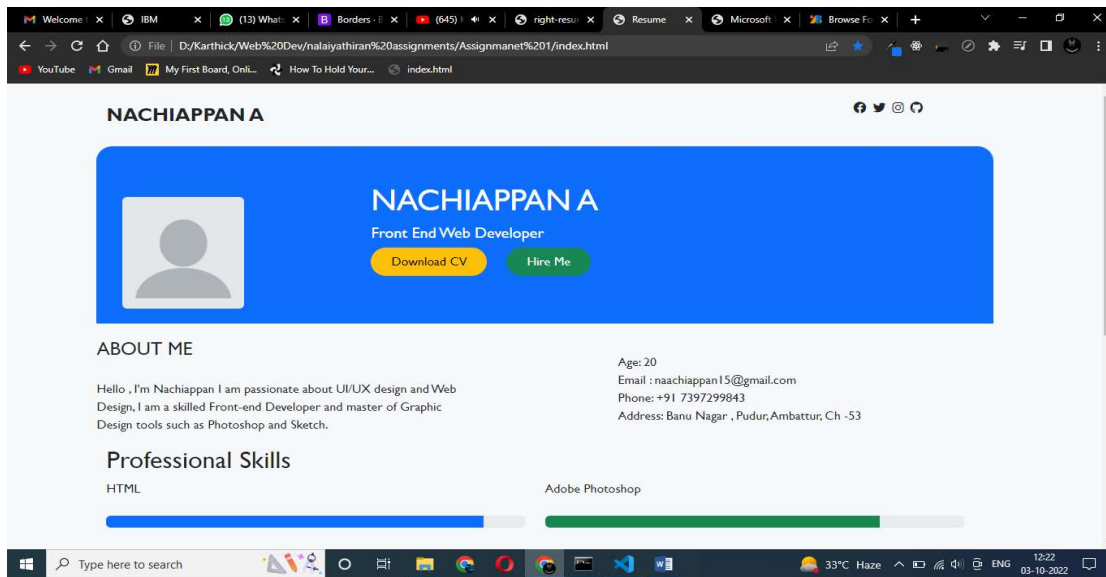 Welcome
IBM
(13) What
B Borders · B
(645)
right-resur
Resume
Microsoft
Browse Fo
File | D:/Karthick/Web%20Dev/nalaiyathiran%20assignments/Assignmanet%201/index.html
YouTube
Gmail
My First Board, Onli...
How To Hold Your...
index.html
NACHIAPPAN A
NACHIAPPAN A
Front End Web Developer
Download CV
Hire Me
ABOUT ME
Hello , I'm Nachiappan I am passionate about UI/UX design and Web
Design, I am a skilled Front-end Developer and master of Graphic
Design tools such as Photoshop and Sketch.
Age: 20
Email : naachiappan15@gmail.com
Phone: +91 7397299843
Address: Banu Nagar , Pudur, Ambattur, Ch -53
Professional Skills
HTML
Adobe Photoshop
Type here to search
33°C Haze
ENG
12:22
03-10-2022